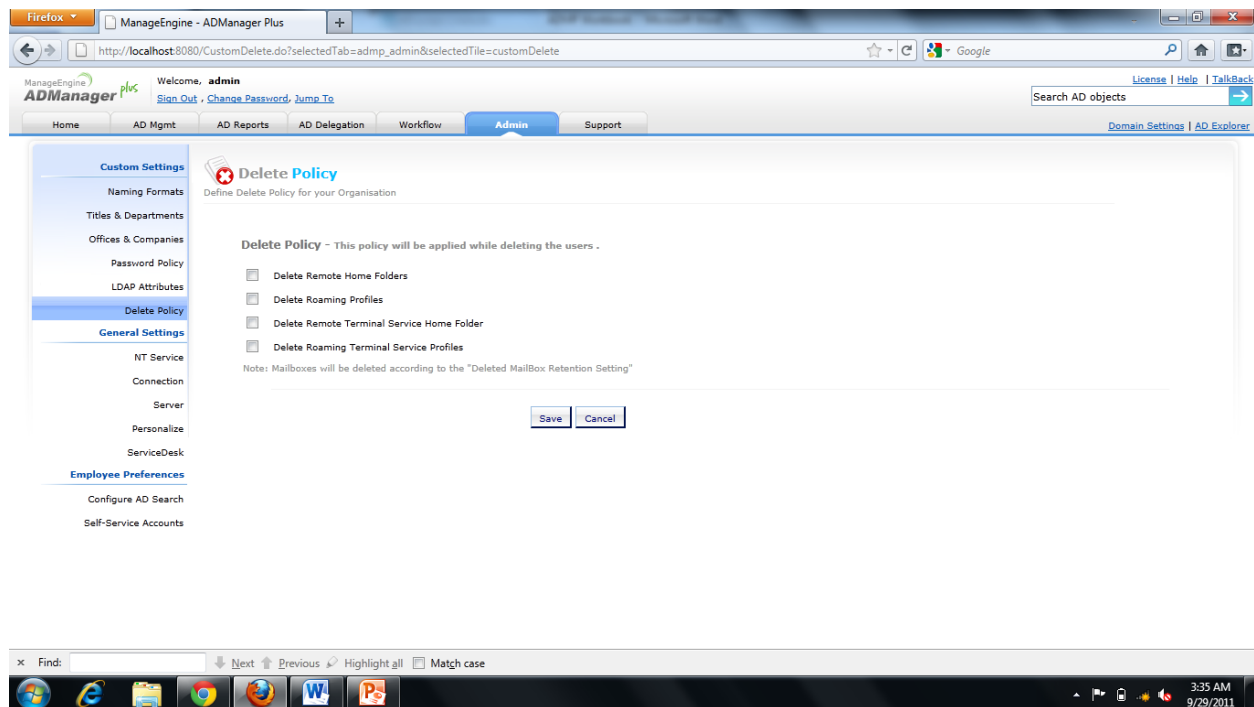 Firefox
ManageEngine - ADManager Plus
http://localhost:8080/CustomDelete.do?selectedTab=admp_admin&selectedTile=customDelete
Google
ManageEngine
ADManager plus
Welcome, admin
Sign Out , Change Password, Jump To
License | Help | TalkBack
Search AD objects
Home AD Mgmt AD Reports AD Delegation Workflow Admin Support
Domain Settings | AD Explorer
Custom Settings
Naming Formats
Titles & Departments
Offices & Companies
Password Policy
LDAP Attributes
Delete Policy
General Settings
NT Service
Connection
Server
Personalize
ServiceDesk
Employee Preferences
Configure AD Search
Self-Service Accounts
Delete Policy
Define Delete Policy for your Organisation
Delete Policy - This policy will be applied while deleting the users .
Delete Remote Home Folders
Delete Roaming Profiles
Delete Remote Terminal Service Home Folder
Delete Roaming Terminal Service Profiles
Note: Mailboxes will be deleted according to the "Deleted MailBox Retention Setting"
Save Cancel
× Find: Next Previous Highlight all Match case
3:35 AM
9/29/2011